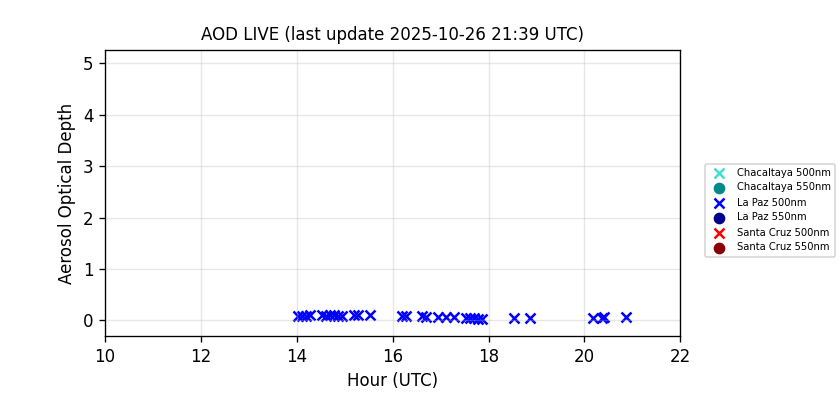 AOD LIVE (last update 2025-10-26 21:39 UTC)
Aerosol Optical Depth
5
4
3
2
1
0
10 12 14 16 18 20 22
Hour (UTC)
Chacaltaya 500nm
Chacaltaya 550nm
La Paz 500nm
La Paz 550nm
Santa Cruz 500nm
Santa Cruz 550nm